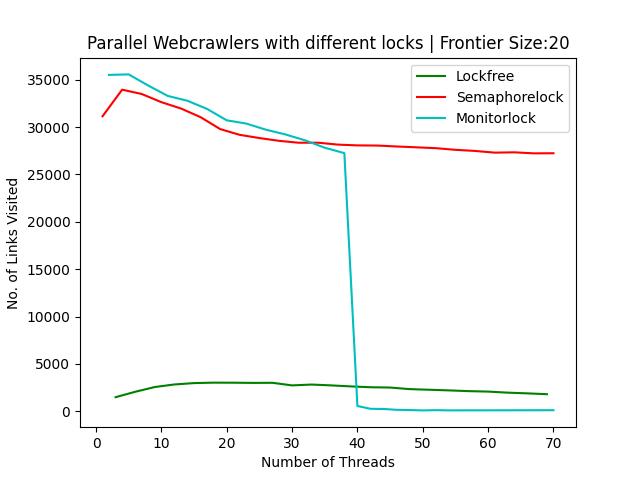 Parallel Webcrawlers with different locks | Frontier Size:20
Lockfree
Semaphorelock
Monitorlock
No. of Links Visited
35000
30000
25000
20000
15000
10000
5000
0
0 10 20 30 40 50 60 70
Number of Threads